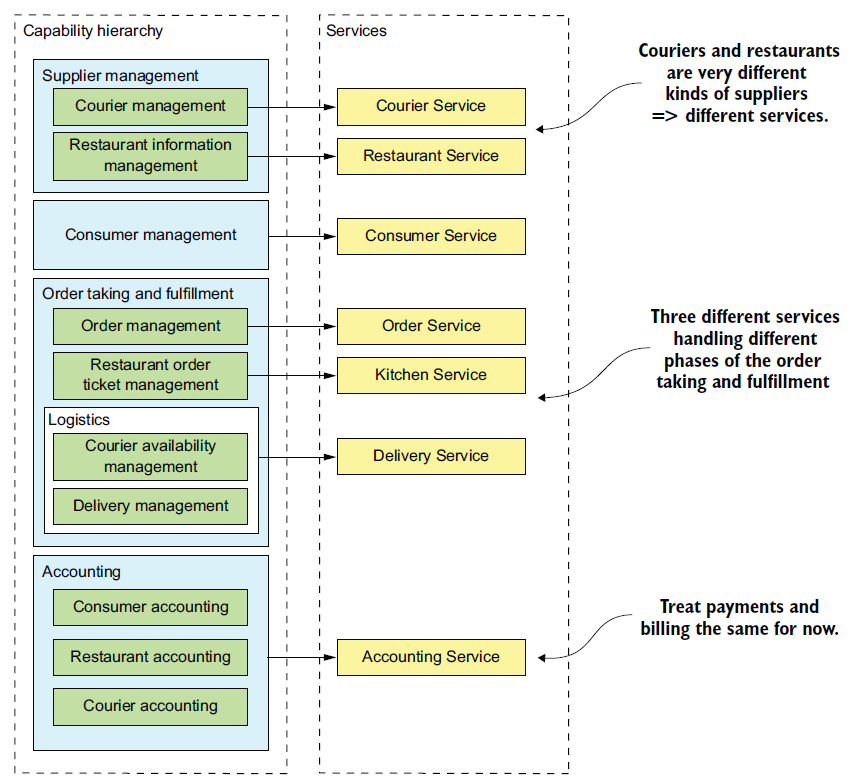 Capability hierarchy
Services
Supplier management
Courier management
Courier Service
Restaurant information
management
Restaurant Service
Couriers and restaurants
are very different
kinds of suppliers
=> different services.
Consumer management
Consumer Service
Order taking and fulfillment
Order management
Order Service
Restaurant order
ticket management
Kitchen Service
Three different services
handling different
phases of the order
taking and fulfillment
Logistics
Courier availability
management
Delivery management
Delivery Service
Accounting
Consumer accounting
Restaurant accounting
Courier accounting
Accounting Service
Treat payments and
billing the same for now.